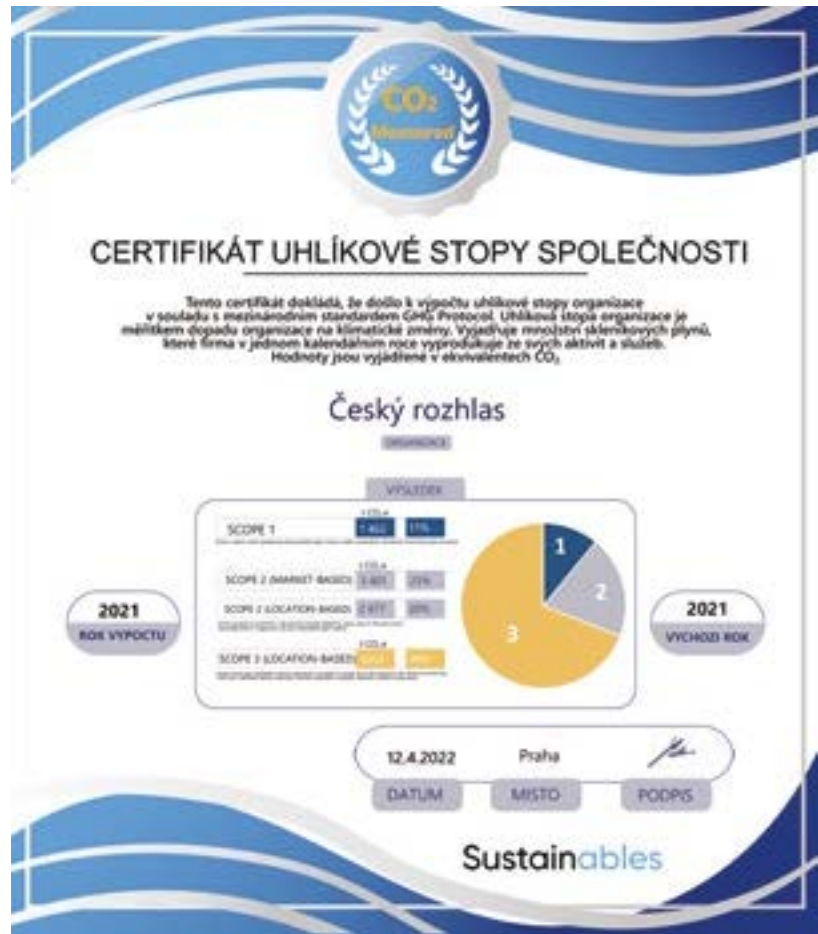 CO₂
Measured
CERTIFIKÁT UHLÍKOVÉ STOPY SPOLEČNOSTI
Tento certifikát dokládá, že došlo k výpočtu uhlíkové stopy organizace
v souladu s mezinárodním standardem GHG Protocol. Uhlíková stopa organizace je
měřítkem dopadu organizace na klimatické změny. Vyjadřuje množství skleníkových plynů,
které firma v jednom kalendářním roce vyprodukuje ze svých aktivit a služeb.
Hodnoty jsou vyjádřené v ekvivalentech CO₂
Český rozhlas
ORGANIZACE
VÝSLEDEK
SCOPE 1 11%
SCOPE 2 (MARKET-BASED)
SCOPE 2 (LOCATION-BASED) 20%
SCOPE 3 (LOCATION-BASED)
1
2
3
2021
ROK VÝPOČTU
2021
VÝCHOZÍ ROK
12.4.2022 Praha
DATUM MÍSTO PODPIS
Sustainables